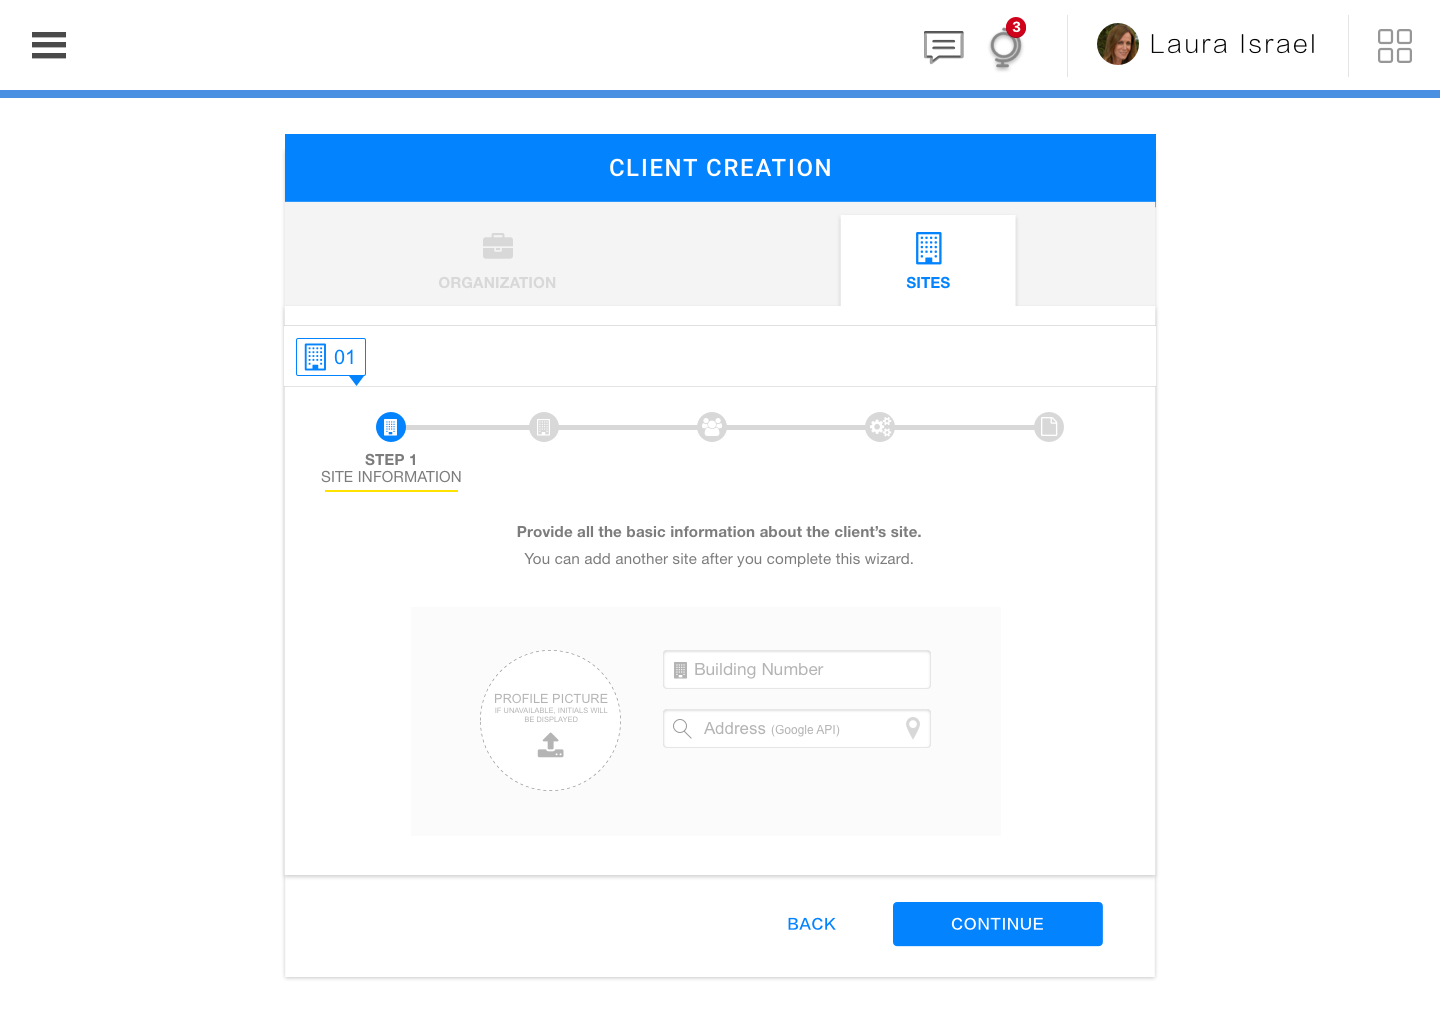 3
Laura Israel
CLIENT CREATION
ORGANIZATION
SITES
01
STEP 1
SITE INFORMATION
Provide all the basic information about the client’s site.
You can add another site after you complete this wizard.
PROFILE PICTURE
IF UNAVAILABLE, INITIALS WILL
BE DISPLAYED
Building Number
Address (Google API)
BACK
CONTINUE